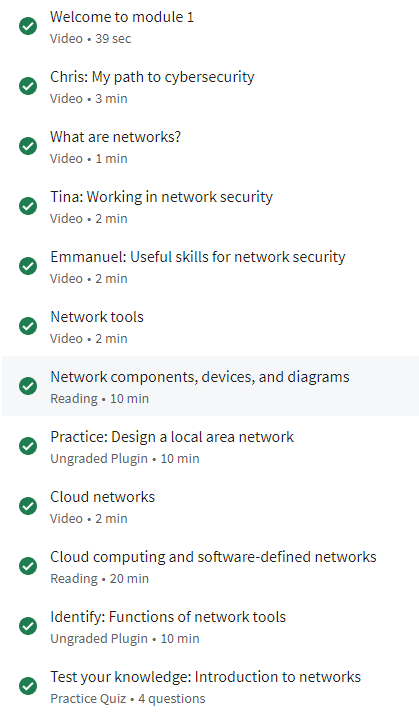 Welcome to module 1
Video • 39 sec
Chris: My path to cybersecurity
Video • 3 min
What are networks?
Video • 1 min
Tina: Working in network security
Video • 2 min
Emmanuel: Useful skills for network security
Video • 2 min
Network tools
Video • 2 min
Network components, devices, and diagrams
Reading • 10 min
Practice: Design a local area network
Ungraded Plugin • 10 min
Cloud networks
Video • 2 min
Cloud computing and software-defined networks
Reading • 20 min
Identify: Functions of network tools
Ungraded Plugin • 10 min
Test your knowledge: Introduction to networks
Practice Quiz • 4 questions